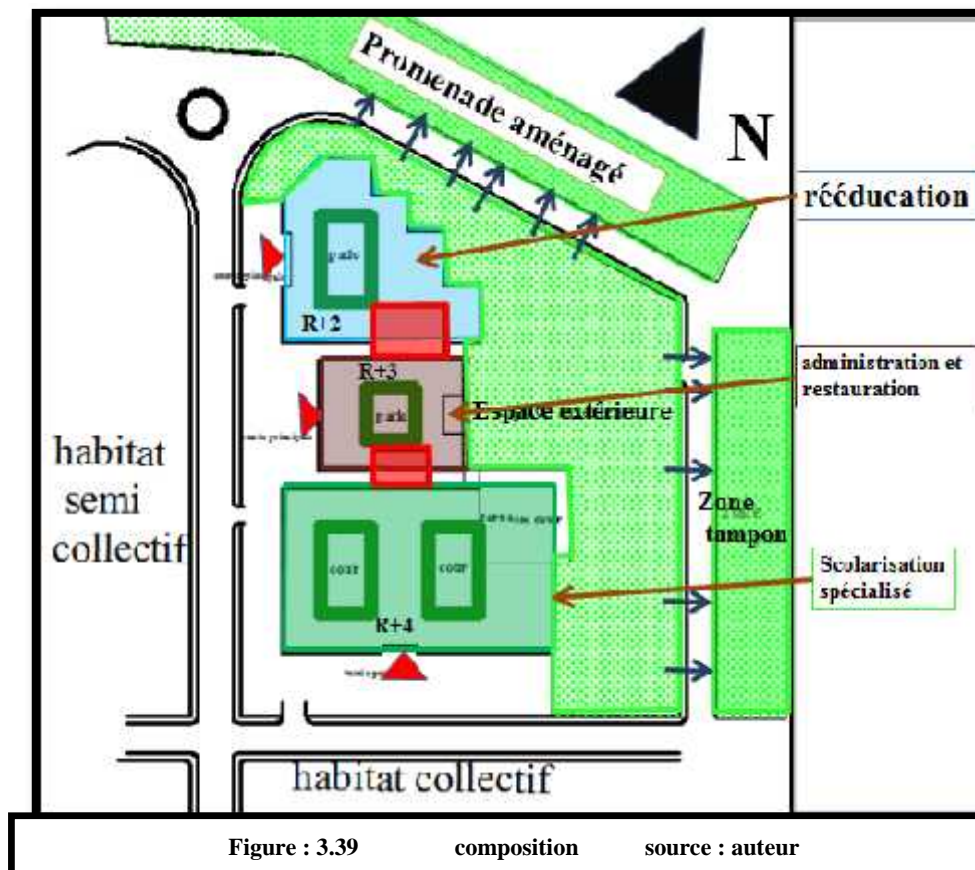 Promenade aménagé
N
rééducation
R+2
R+3
administration et
restauration
Espace extérieure
habitat
semi
collectif
Zone
tampon
cour
cour
Scolarisation
spécialisé
R+4
habitat collectif
Figure : 3.39 composition source : auteur